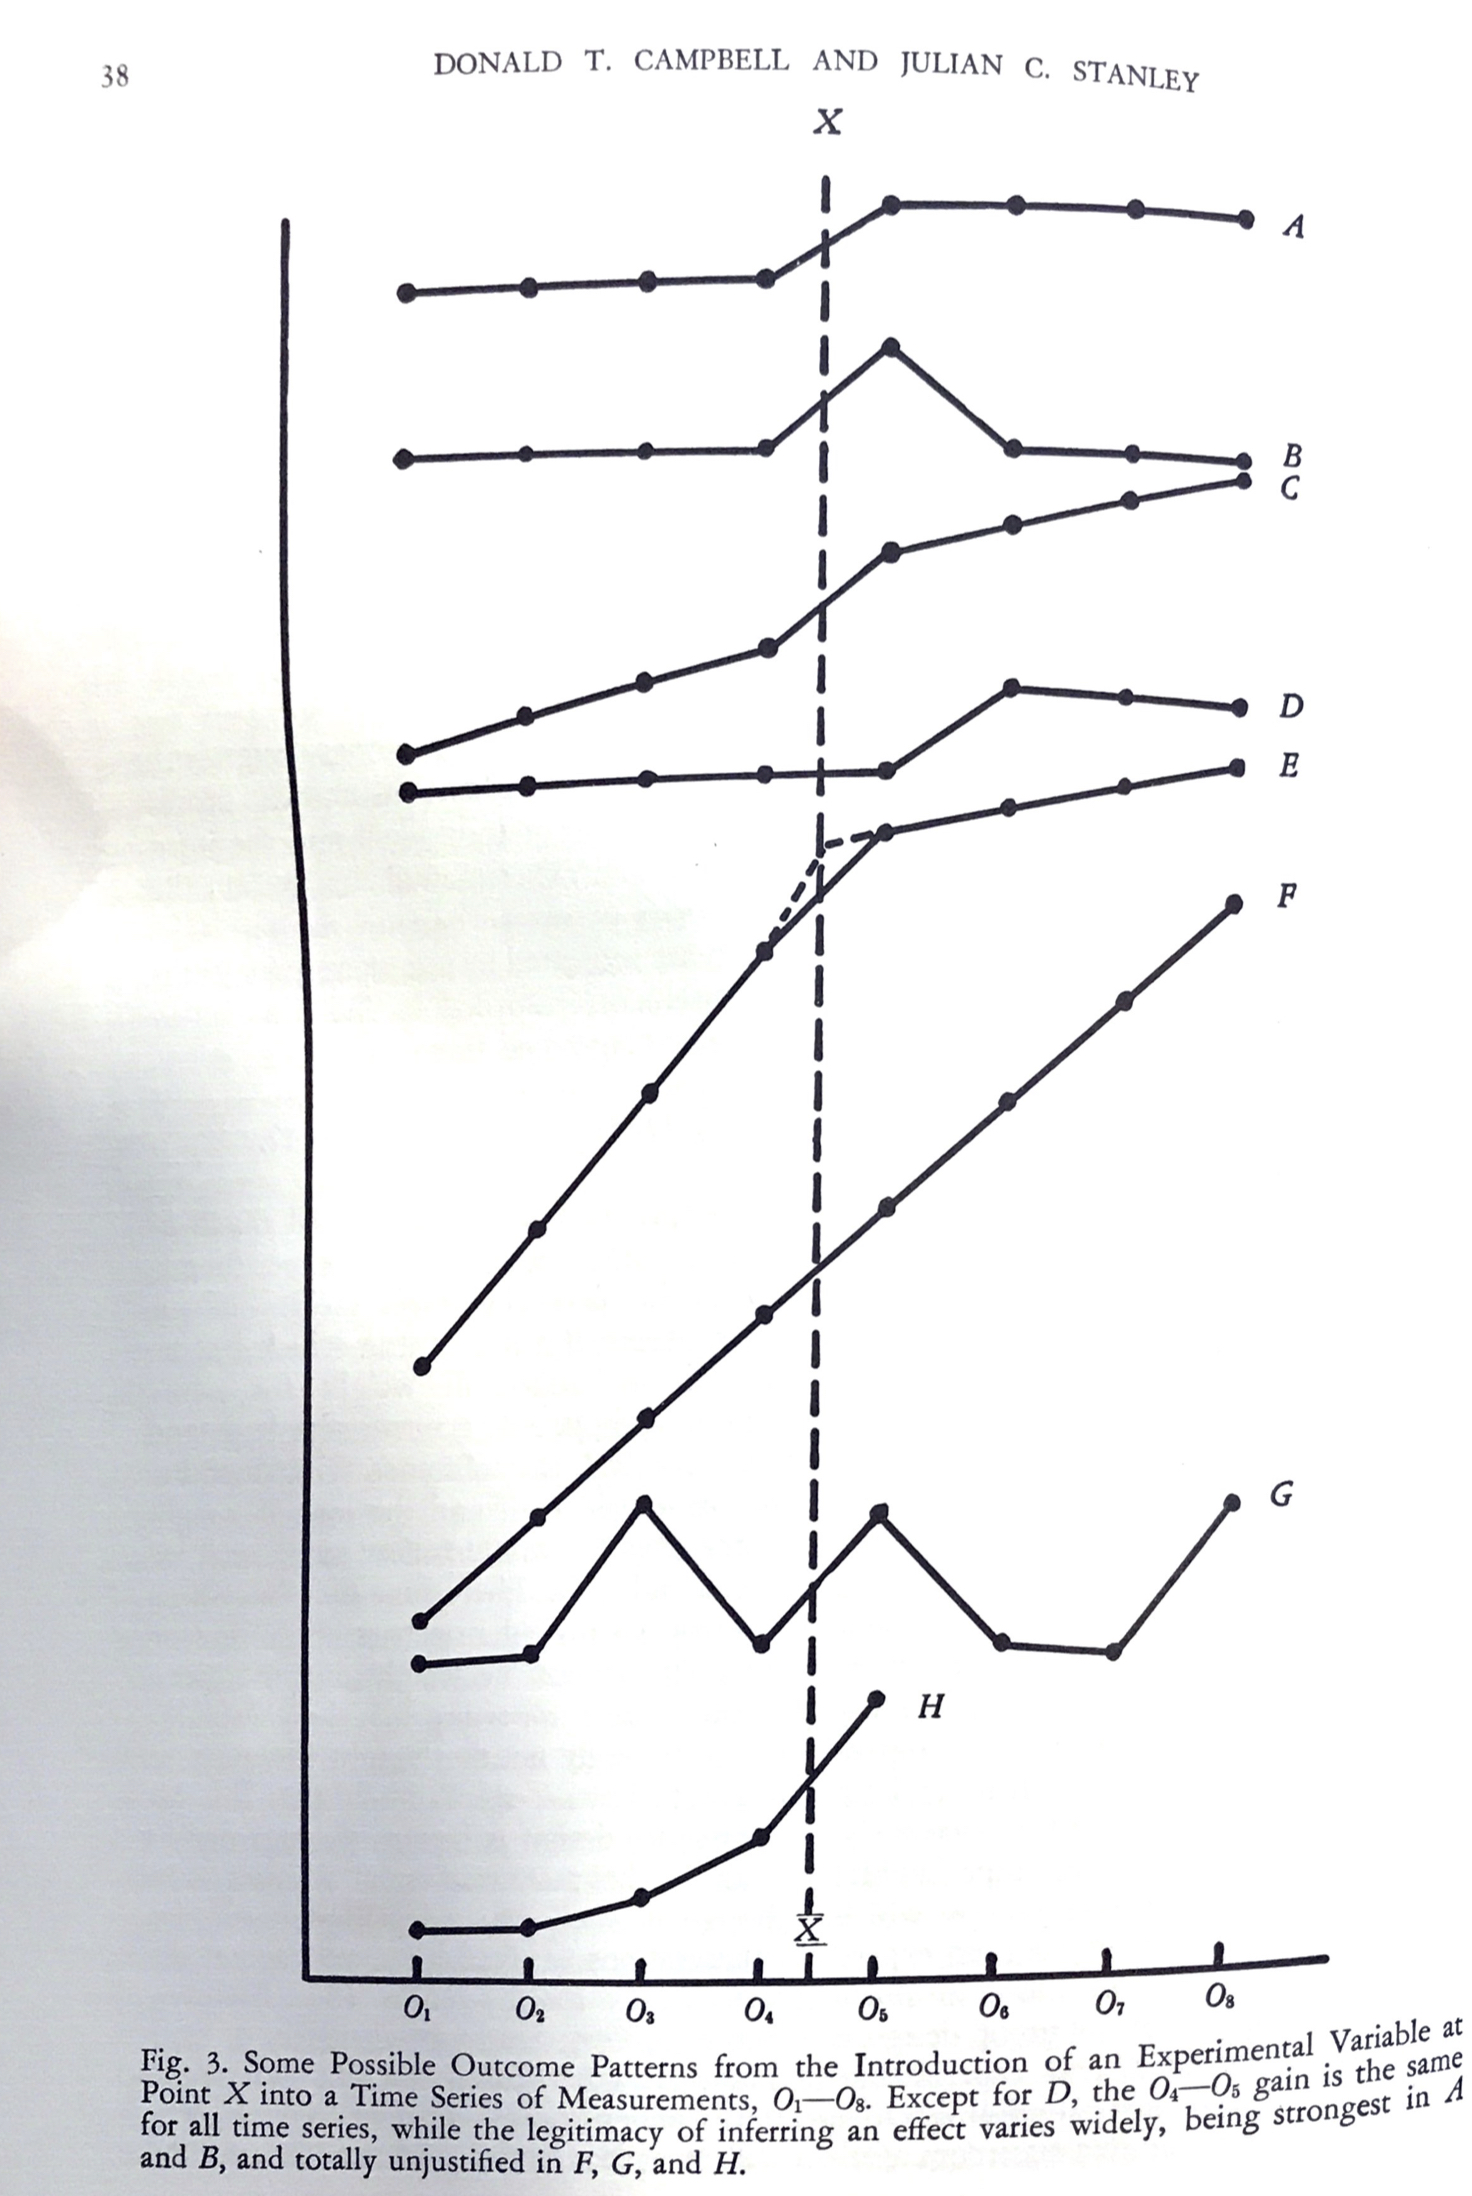 38
DONALD T. CAMPBELL AND JULIAN C. STANLEY
X
A
B
C
D
E
F
G
H
X
O₁ O₂ O₃ O₄ O₅ O₆ O₇ O₈
Fig. 3. Some Possible Outcome Patterns from the Introduction of an Experimental Variable at
Point X into a Time Series of Measurements, O₁—O₈. Except for D, the O₄—O₅ gain is the same
for all time series, while the legitimacy of inferring an effect varies widely, being strongest in A
and B, and totally unjustified in F, G, and H.